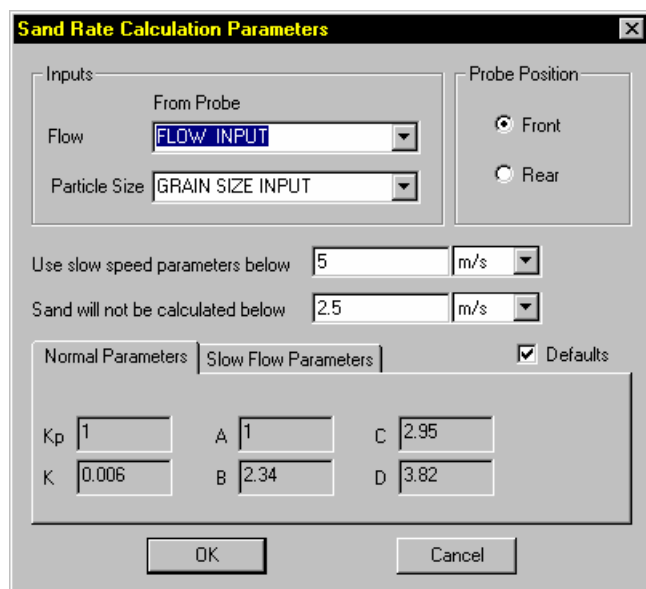 Sand Rate Calculation Parameters
Inputs
From Probe
Flow FLOW INPUT
Particle Size GRAIN SIZE INPUT
Probe Position
Front
Rear
Use slow speed parameters below 5 m/s
Sand will not be calculated below 2.5 m/s
Normal Parameters Slow Flow Parameters Defaults
Kp 1 A 1 C 2.95
K 0.006 B 2.34 D 3.82
OK Cancel